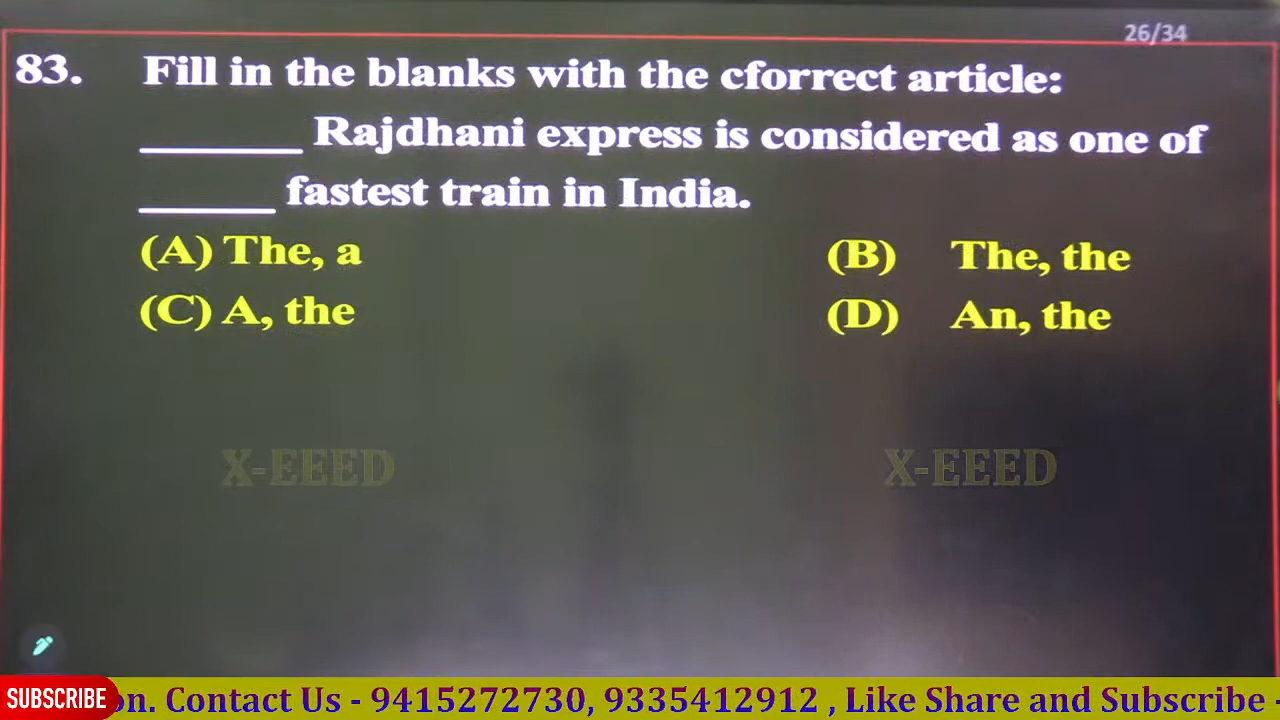 26/34
83. Fill in the blanks with the cforrect article:
_______ Rajdhani express is considered as one of
______ fastest train in India.
(A) The, a (B) The, the
(C) A, the (D) An, the
X-EEED X-EEED
SUBSCRIBE on. Contact Us - 9415272730, 9335412912 , Like Share and Subscribe -